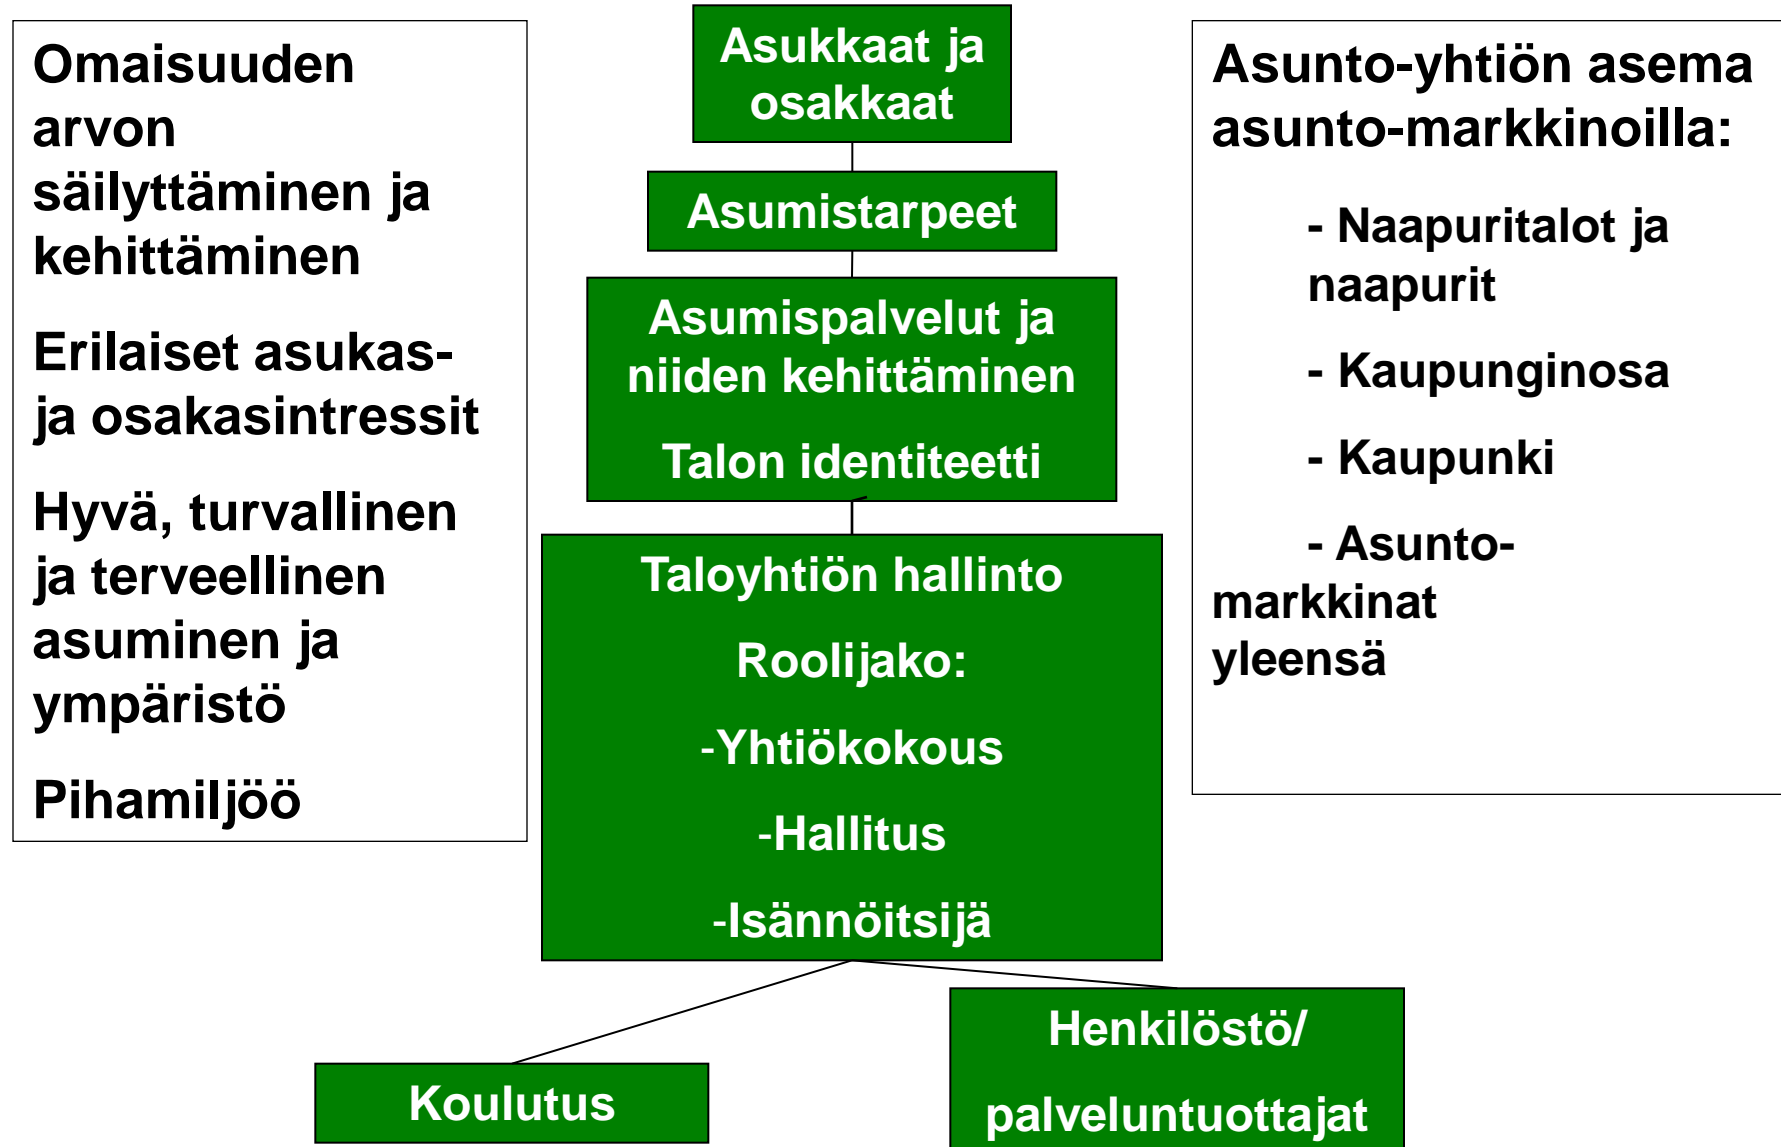 Omaisuuden
arvon
säilyttäminen ja
kehittäminen
Erilaiset asukas-
ja osakasintressit
Hyvä, turvallinen
ja terveellinen
asuminen ja
ympäristö
Pihamiljöö
Asukkaat ja
osakkaat
Asumistarpeet
Asumispalvelut ja
niiden kehittäminen
Talon identiteetti
Taloyhtiön hallinto
Roolijako:
-Yhtiökokous
-Hallitus
-Isännöitsijä
Koulutus
Henkilöstö/
palveluntuottajat
Asunto-yhtiön asema
asunto-markkinoilla:
- Naapuritalot ja
naapurit
- Kaupunginosa
- Kaupunki
- Asunto-
markkinat
yleensä